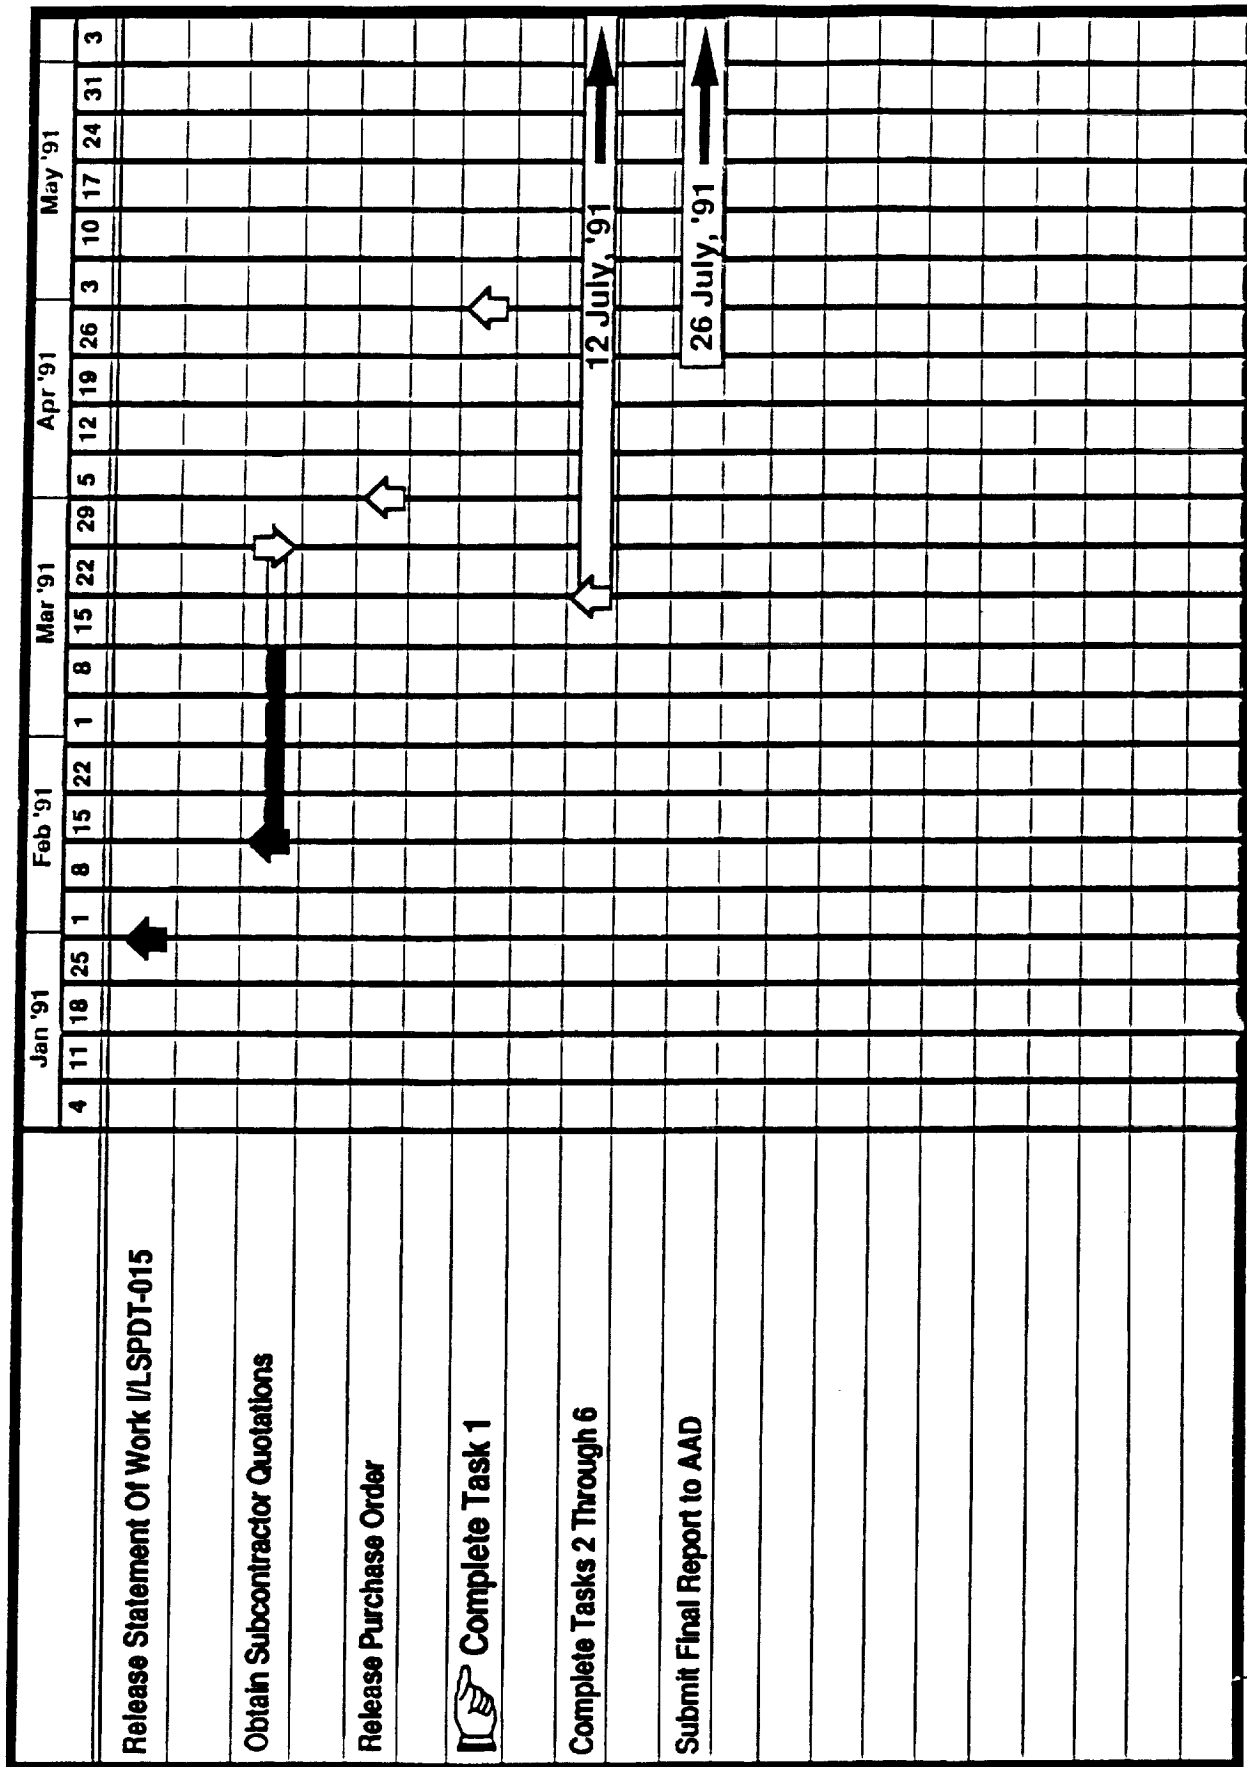 Jan '91 Feb '91 Mar '91 Apr '91 May '91
4 11 18 25 1 8 15 22 1 8 15 22 29 5 12 19 26 3 10 17 24 31 3
Release Statement Of Work I/LSPDT-015
Obtain Subcontractor Quotations
Release Purchase Order
Complete Task 1
Complete Tasks 2 Through 6
12 July, '91
Submit Final Report to AAD
26 July, '91